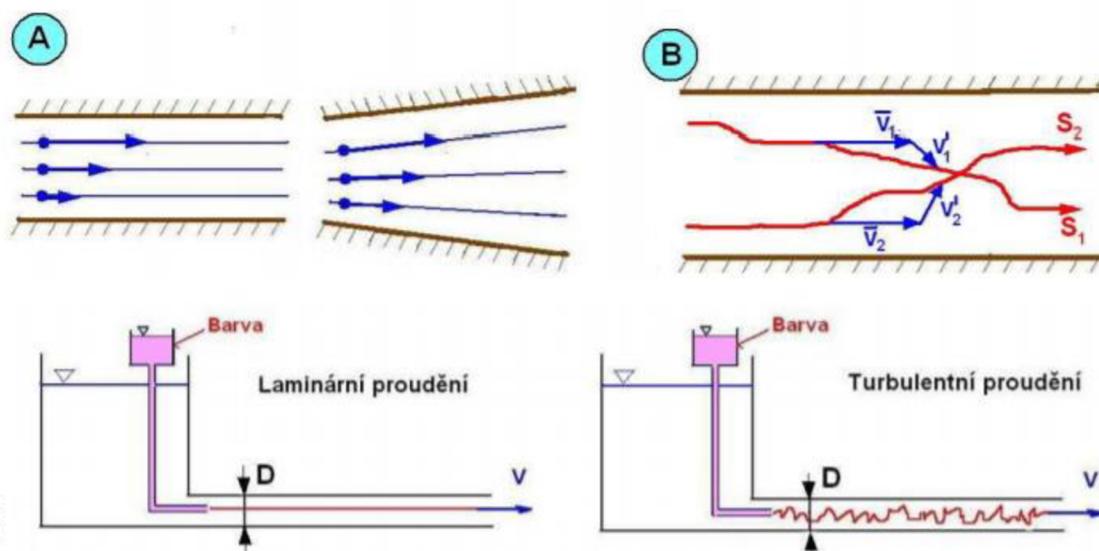 A
B
v̅₁
v'₁
S₂
v̅₂
v'₂
S₁
Barva
Laminární proudění
D
V
Barva
Turbulentní proudění
D
V